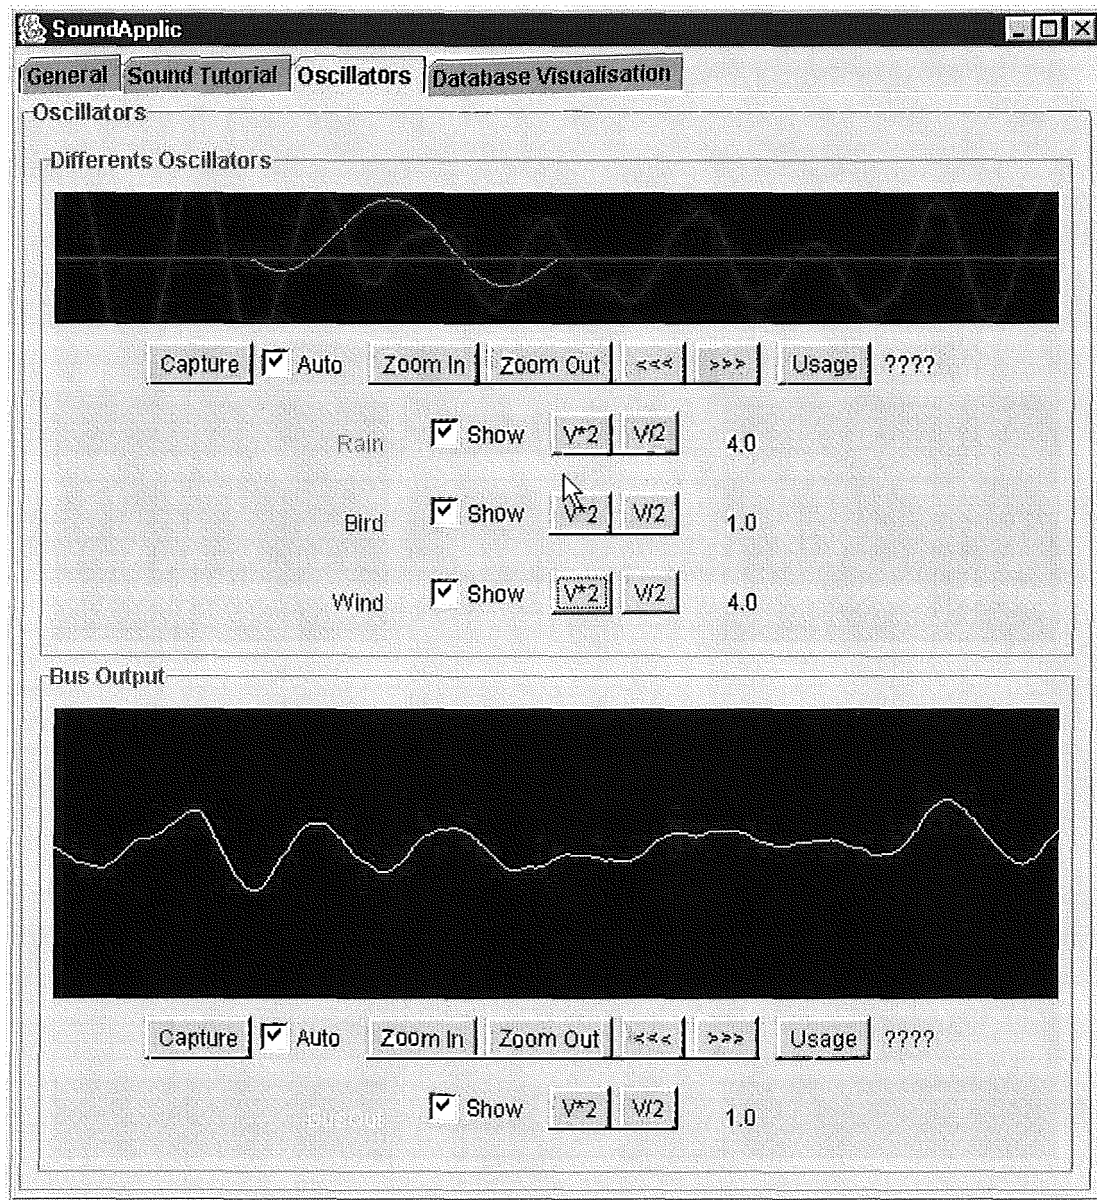 SoundApplic
General Sound Tutorial Oscillators Database Visualisation
Oscillators
Differents Oscillators
Capture Auto Zoom In Zoom Out <<< >>> Usage ????
Rain Show V*2 V/2 4.0
Bird Show V*2 V/2 1.0
Wind Show V*2 V/2 4.0
Bus Output
Capture Auto Zoom In Zoom Out <<< >>> Usage ????
Show V*2 V/2 1.0